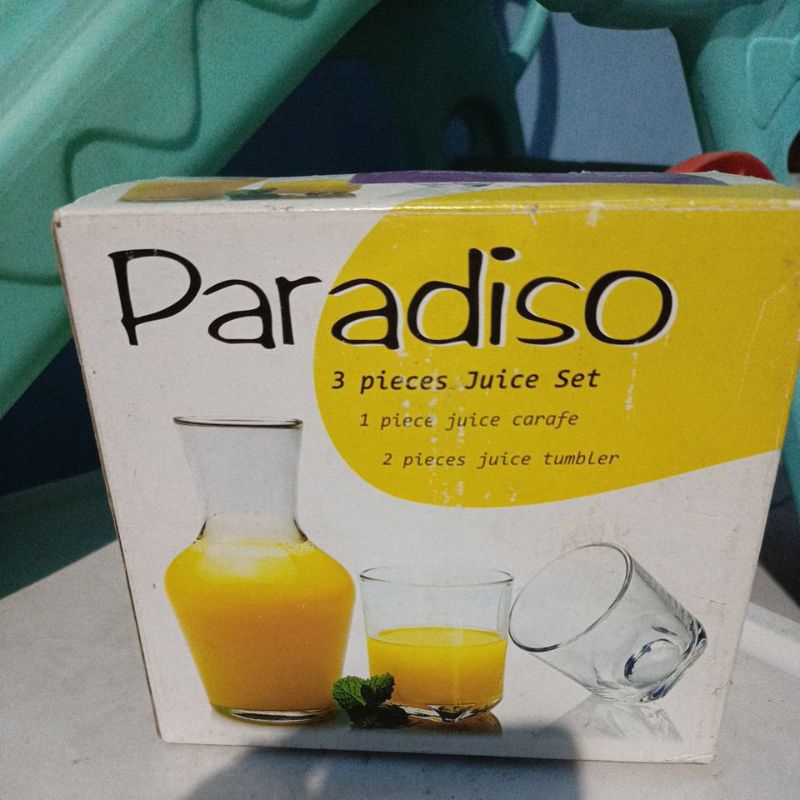 Paradiso
3 pieces Juice Set
1 piece juice carafe
2 pieces juice tumbler